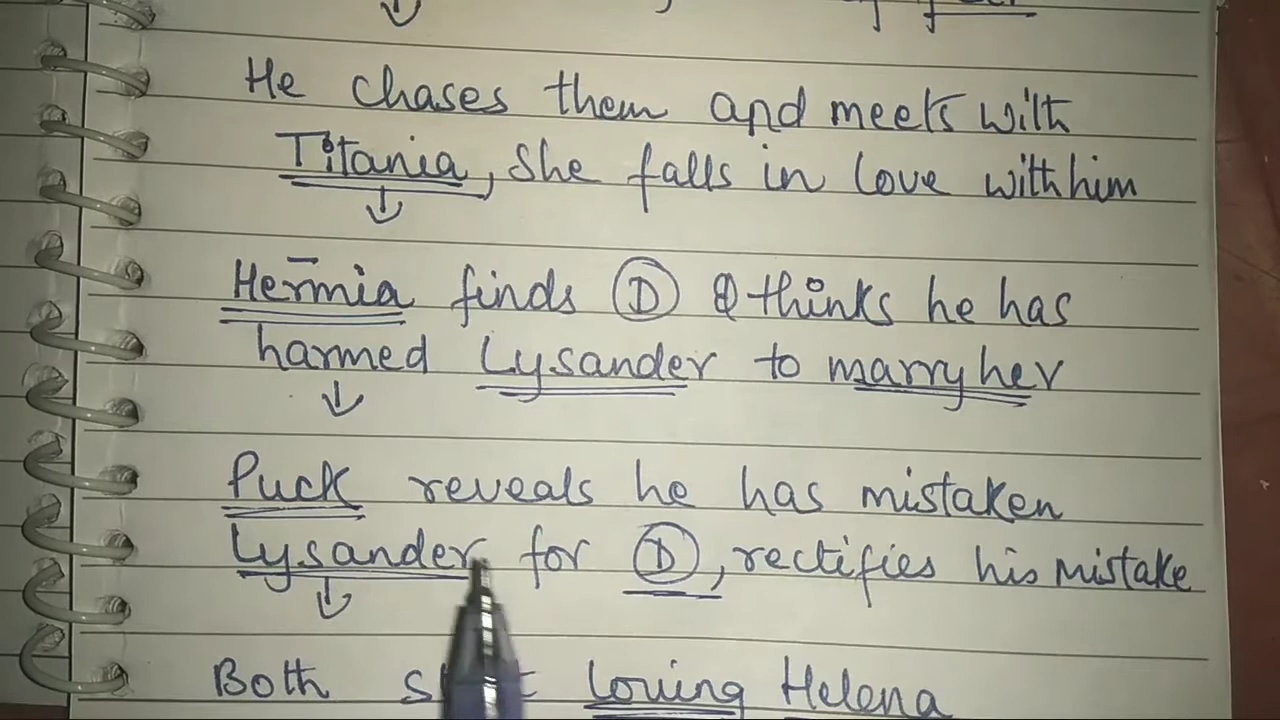 He chases them and meets with
Titania, she falls in love with him
Hermia finds D & thinks he has
harmed Lysander to marry her
Puck reveals he has mistaken
Lysander for D, rectifies his mistake
Both loving Helena